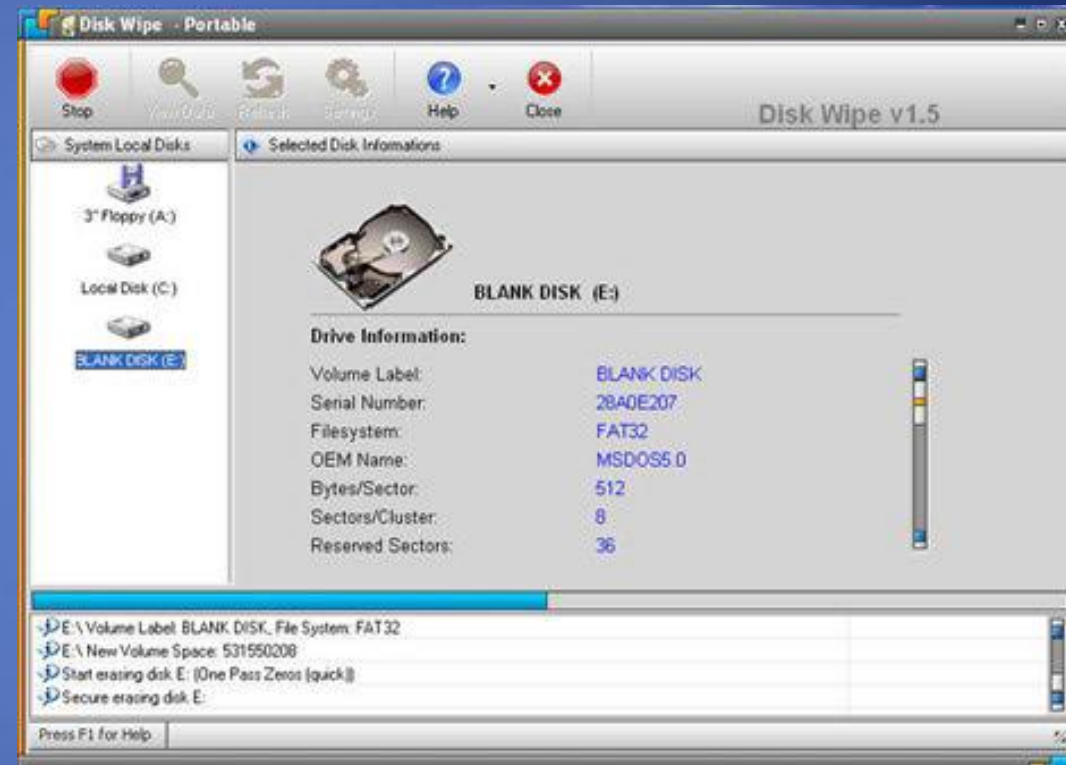 Disk Wipe - Portable
Stop
Help
Close
Disk Wipe v1.5
System Local Disks
Selected Disk Informations
3" Floppy (A:)
Local Disk (C:)
BLANK DISK (E:)
BLANK DISK (E:)
Drive Information:
Volume Label: BLANK DISK
Serial Number: 28A0E207
Filesystem: FAT32
OEM Name: MSDOS5.0
Bytes/Sector: 512
Sectors/Cluster: 8
Reserved Sectors: 36
E:\ Volume Label: BLANK DISK, File System: FAT32
E:\ New Volume Space: 531550208
Start erasing disk E: (One Pass Zeros (quick))
Secure erasing disk E:
Press F1 for Help